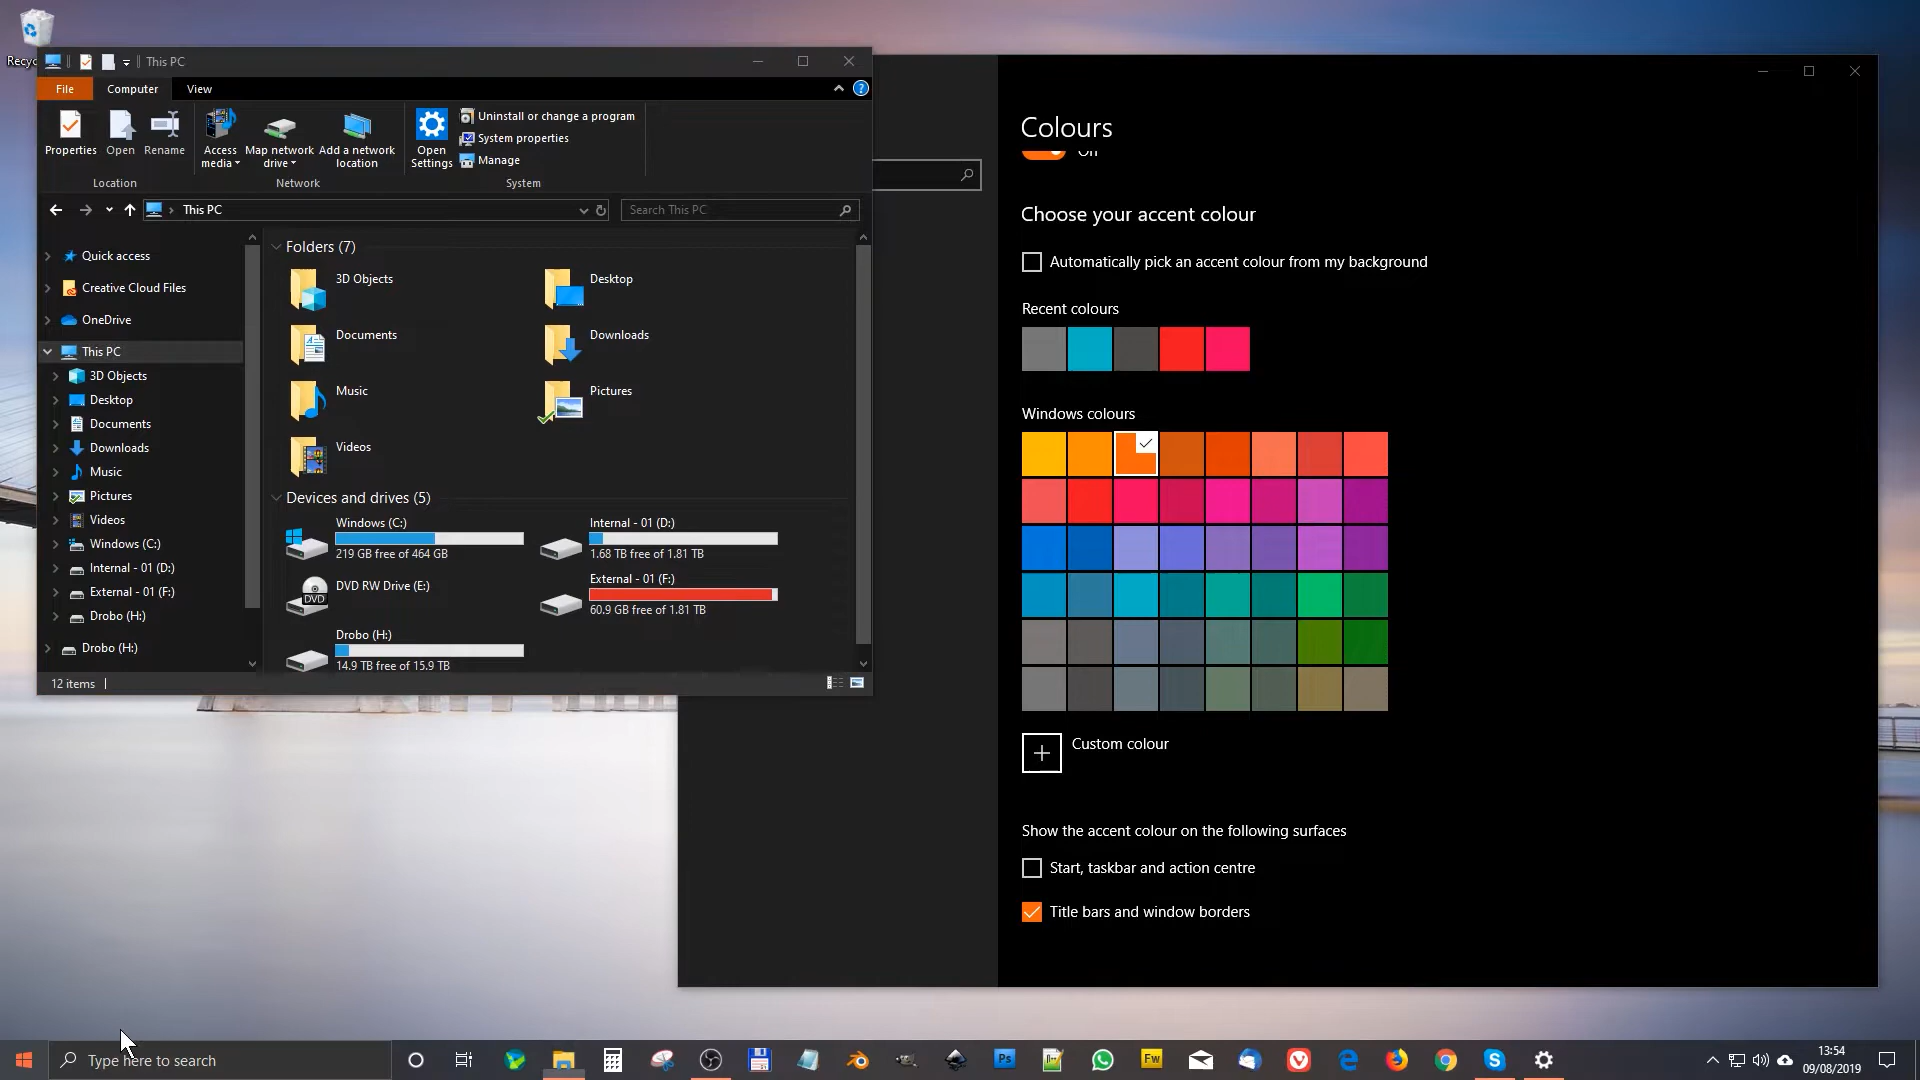 Recyc
This PC
File
Computer
View
Properties
Open
Rename
Access media
Map network drive
Add a network location
Open Settings
Uninstall or change a program
System properties
Manage
Location
Network
System
This PC
Search This PC
Quick access
Creative Cloud Files
OneDrive
This PC
3D Objects
Desktop
Documents
Downloads
Music
Pictures
Videos
Windows (C:)
Internal - 01 (D:)
External - 01 (F:)
Drobo (H:)
Drobo (H:)
Folders (7)
3D Objects
Desktop
Documents
Downloads
Music
Pictures
Videos
Devices and drives (5)
Windows (C:)
219 GB free of 464 GB
Internal - 01 (D:)
1.68 TB free of 1.81 TB
DVD RW Drive (E:)
DVD
External - 01 (F:)
60.9 GB free of 1.81 TB
Drobo (H:)
14.9 TB free of 15.9 TB
12 items
Colours
On
Choose your accent colour
Automatically pick an accent colour from my background
Recent colours
Windows colours
Custom colour
Show the accent colour on the following surfaces
Start, taskbar and action centre
Title bars and window borders
Type here to search
Ps
Fw
13:54
09/08/2019